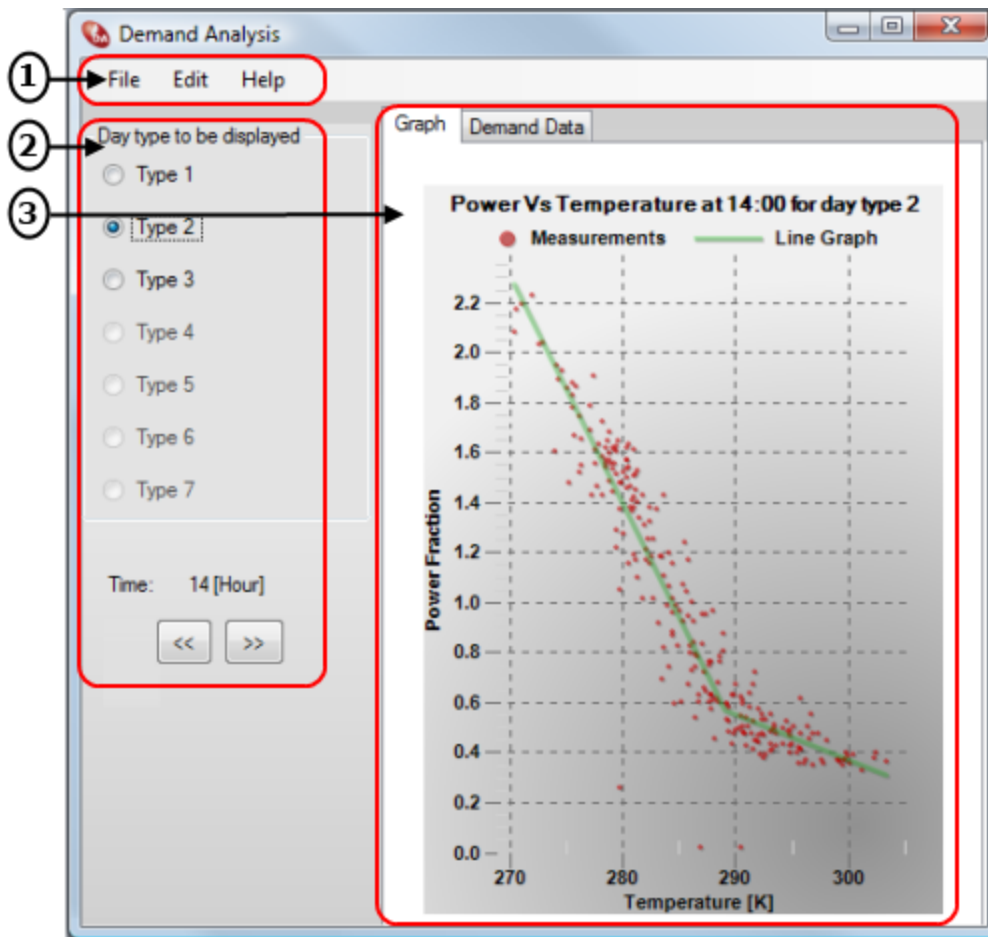 Demand Analysis
1
File Edit Help
2
Day type to be displayed
3
Type 1
Type 2
Type 3
Type 4
Type 5
Type 6
Type 7
Time: 14 [Hour]
<< >>
Graph Demand Data
Power Vs Temperature at 14:00 for day type 2
Measurements Line Graph
Power Fraction
2.2
2.0
1.8
1.6
1.4
1.2
1.0
0.8
0.6
0.4
0.2
0.0
270 280 290 300
Temperature [K]